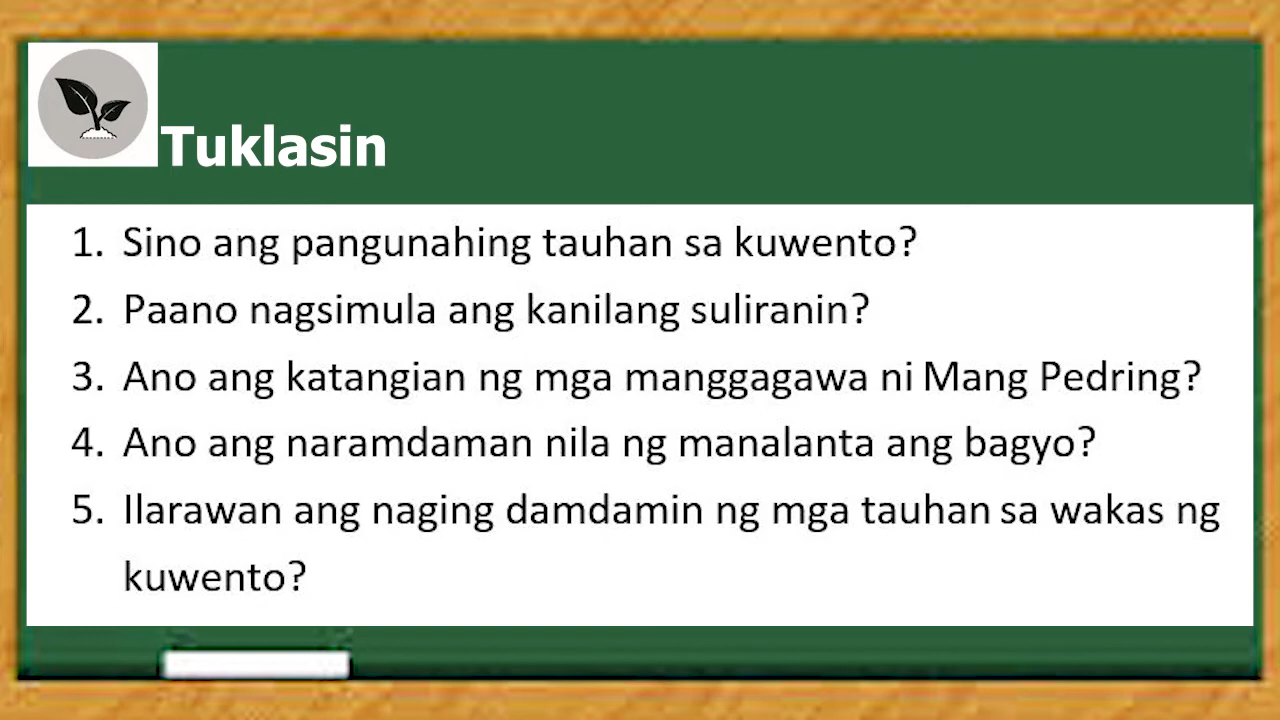 Tuklasin
1. Sino ang pangunahing tauhan sa kuwento?
2. Paano nagsimula ang kanilang suliranin?
3. Ano ang katangian ng mga manggagawa ni Mang Pedring?
4. Ano ang naramdaman nila ng manalanta ang bagyo?
5. Ilarawan ang naging damdamin ng mga tauhan sa wakas ng
kuwento?